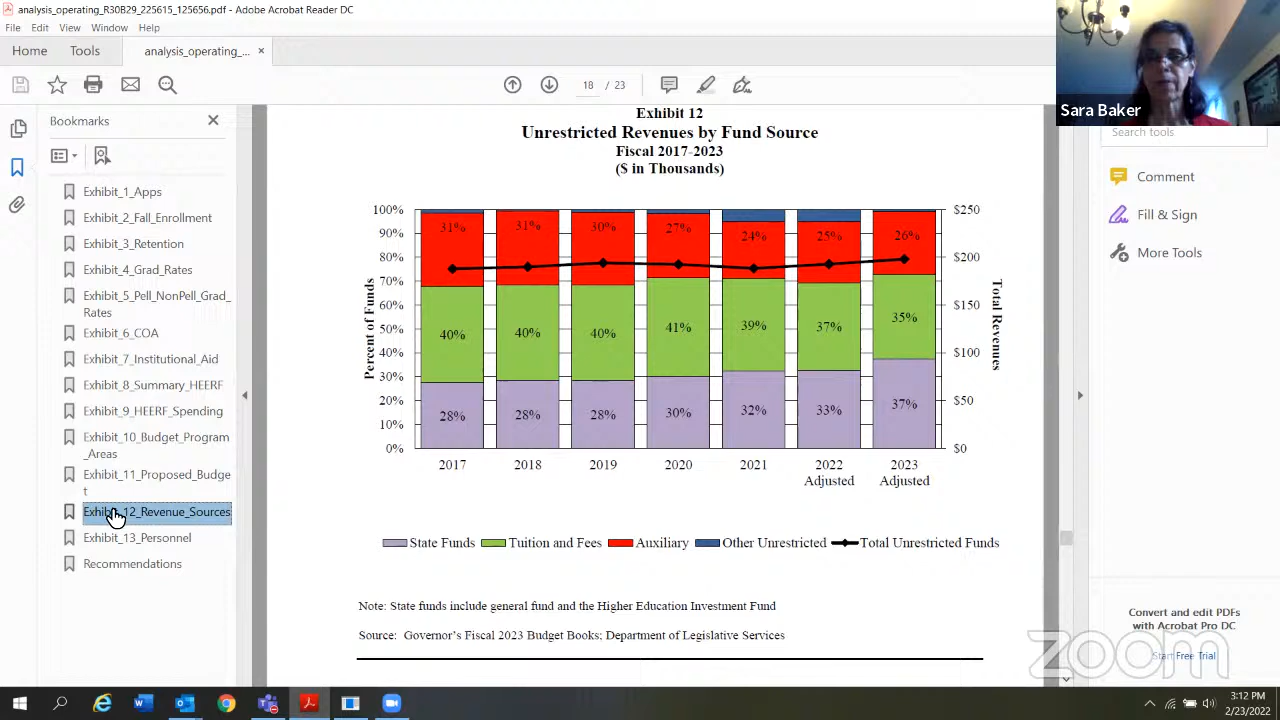 analysis_operating_R30B29_225615_125656.pdf - Adobe Acrobat Reader DC
File Edit View Window Help
Home Tools analysis_operating_... ×
18 / 23
Sara Baker
Bookmarks
Exhibit_1_Apps
Exhibit_2_Fall_Enrollment
Exhibit_3_Retention
Exhibit_4_Grad_Rates
Exhibit_5_Pell_NonPell_Grad_
Rates
Exhibit_6_COA
Exhibit_7_Institutional_Aid
Exhibit_8_Summary_HEERF
Exhibit_9_HEERF_Spending
Exhibit_10_Budget_Program
_Areas
Exhibit_11_Proposed_Budge
t
Exhibit_12_Revenue_Sources
Exhibit_13_Personnel
Recommendations
Exhibit 12
Unrestricted Revenues by Fund Source
Fiscal 2017-2023
($ in Thousands)
Percent of Funds
100%
90%
80%
70%
60%
50%
40%
30%
20%
10%
0%
31% 31% 30% 27% 24% 25% 26%
40% 40% 40% 41% 39% 37% 35%
28% 28% 28% 30% 32% 33% 37%
$250
$200
$150
$100
$50
$0
Total Revenues
2017 2018 2019 2020 2021 2022 2023
Adjusted Adjusted
State Funds Tuition and Fees Auxiliary Other Unrestricted Total Unrestricted Funds
Note: State funds include general fund and the Higher Education Investment Fund
Source: Governor's Fiscal 2023 Budget Books; Department of Legislative Services
Search tools
Comment
Fill & Sign
More Tools
Convert and edit PDFs
with Acrobat Pro DC
Start Free Trial
zoom
3:12 PM
2/23/2022